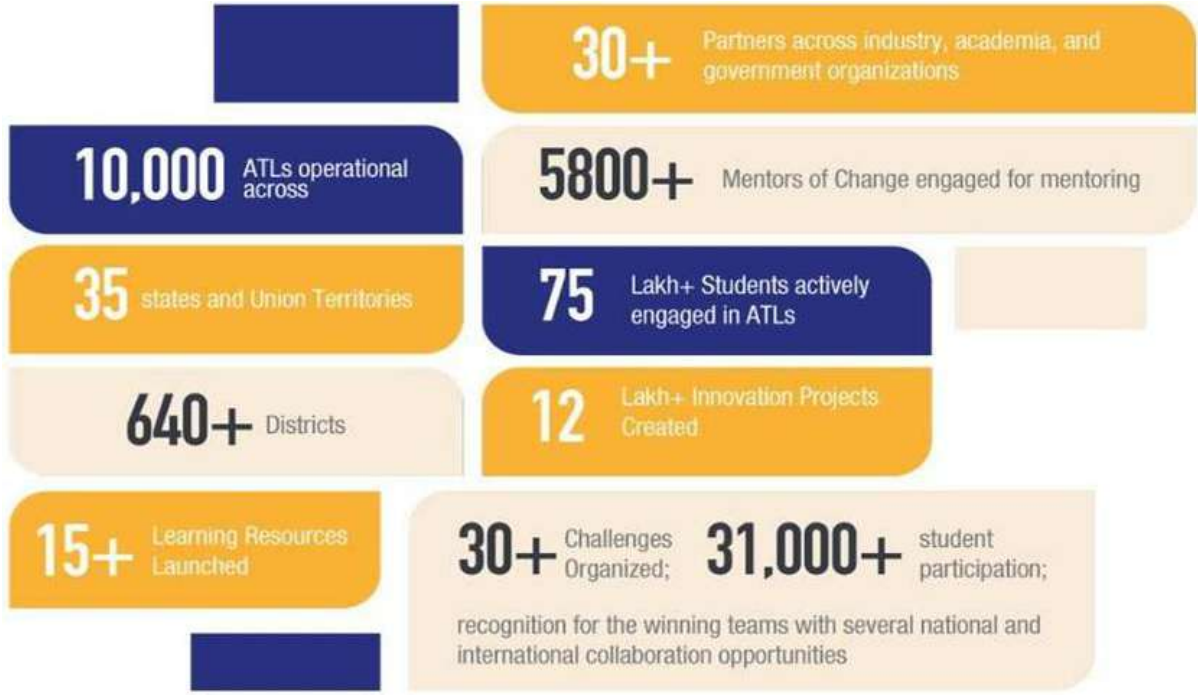 30+ Partners across industry, academia, and
government organizations
10,000 ATLs operational
across
5800+ Mentors of Change engaged for mentoring
35 states and Union Territories
75 Lakh+ Students actively
engaged in ATLs
640+ Districts
12 Lakh+ Innovation Projects
Created
15+ Learning Resources
Launched
30+ Challenges
Organized;
31,000+ student
participation;
recognition for the winning teams with several national and
international collaboration opportunities